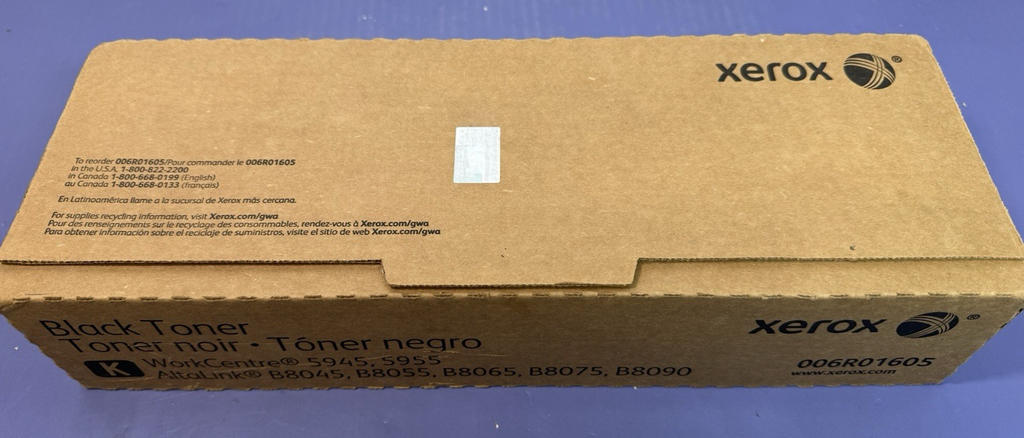 xerox®
To reorder 006R01605/Pour commander le 006R01605
in the U.S.A. 1-800-822-2200
in Canada 1-800-668-0199 (English)
au Canada 1-800-668-0133 (français)
En Latinoamérica llame a la sucursal de Xerox más cercana.
For supplies recycling information, visit Xerox.com/gwa
Pour des renseignements sur le recyclage des consommables, rendez-vous à Xerox.com/gwa
Para obtener información sobre el reciclaje de suministros, visite el sitio de web Xerox.com/gwa
Black Toner
Toner noir • Tóner negro
K
WorkCentre® 5945, 5955
AltaLink® B8045, B8055, B8065, B8075, B8090
xerox®
006R01605
www.xerox.com